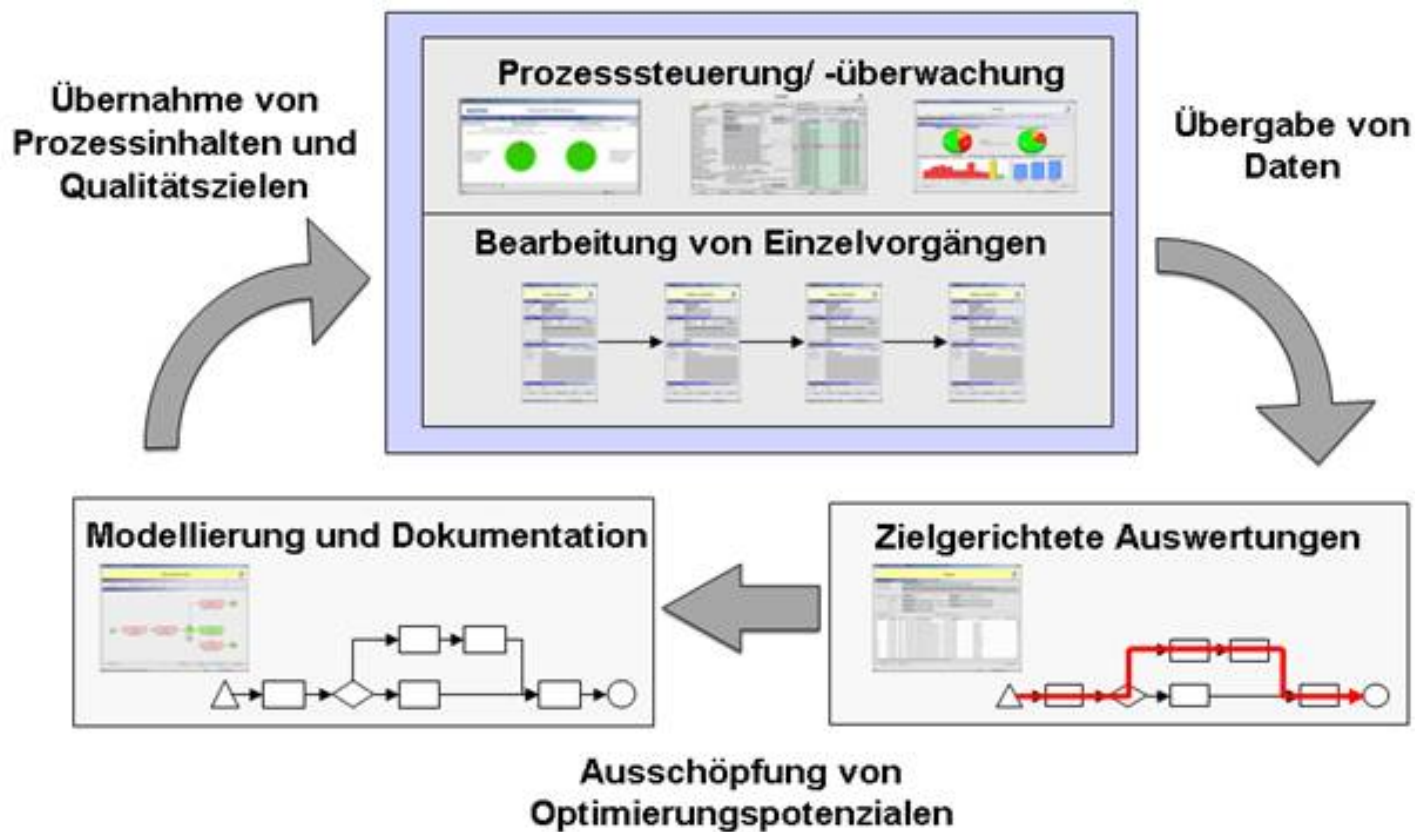 Prozesssteuerung/ -überwachung
Übernahme von
Prozessinhalten und
Qualitätszielen
Übergabe von
Daten
Bearbeitung von Einzelvorgängen
Modellierung und Dokumentation
Zielgerichtete Auswertungen
Ausschöpfung von
Optimierungspotenzialen